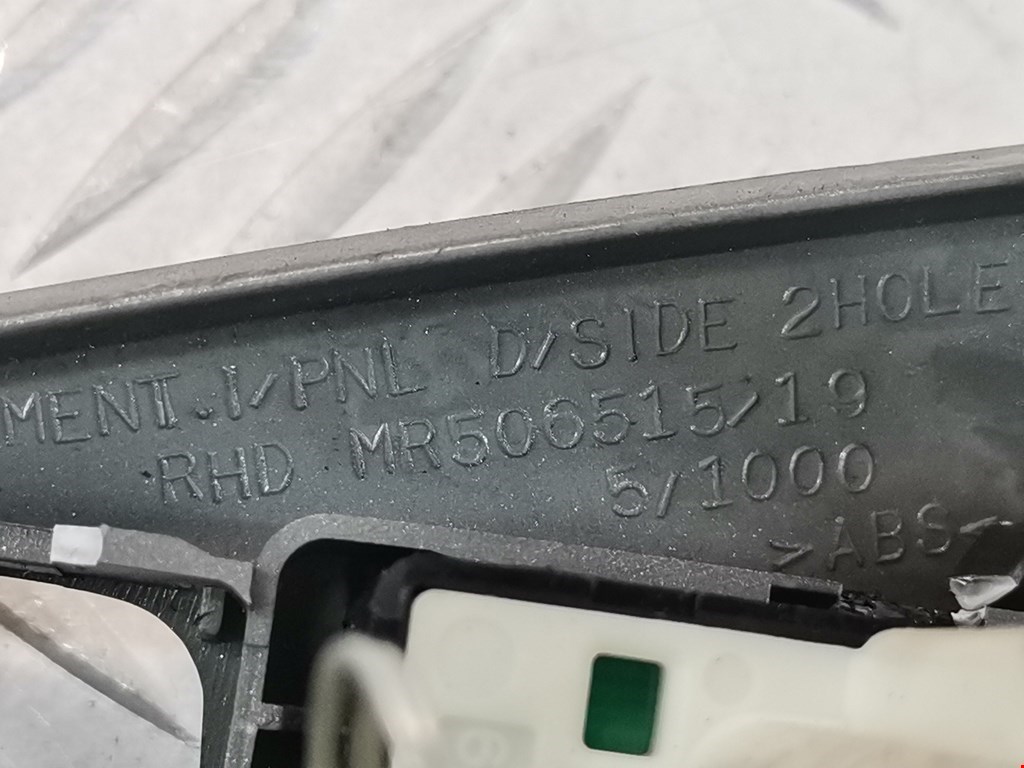 MENT.I/PNL D/SIDE 2HOLE
RHD MR506515/19
5/1000
>ABS<